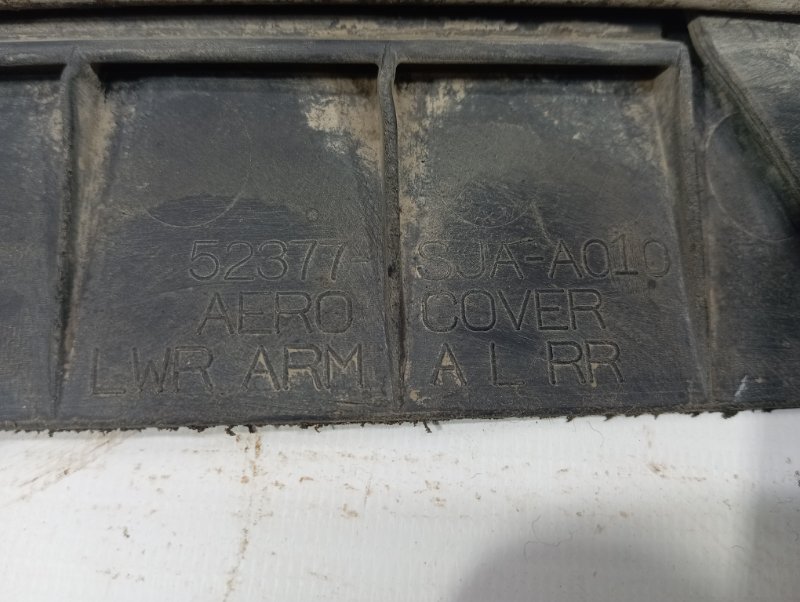 52377-SJA-A010
AERO COVER
LWR ARM A L RR